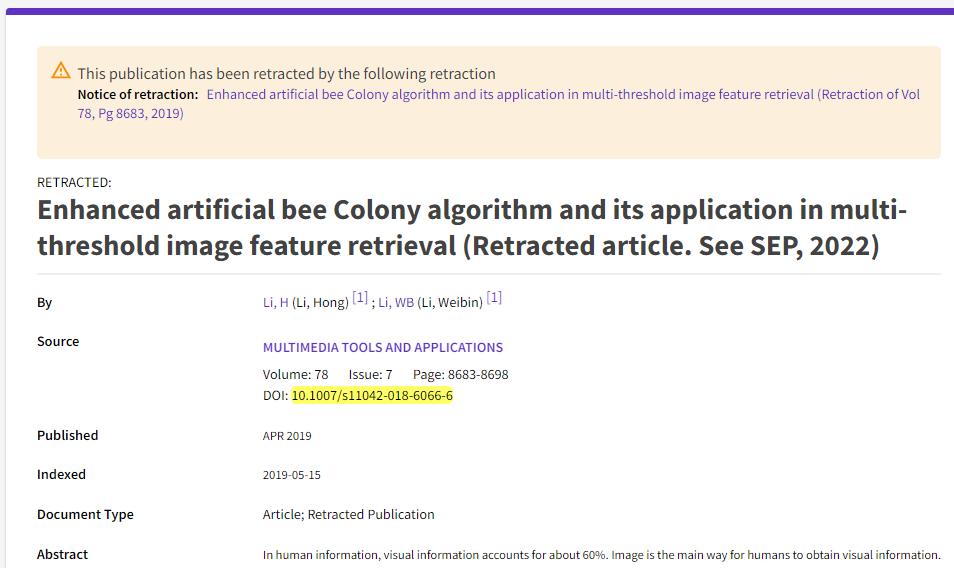 This publication has been retracted by the following retraction
Notice of retraction: Enhanced artificial bee Colony algorithm and its application in multi-threshold image feature retrieval (Retraction of Vol
78, Pg 8683, 2019)
RETRACTED:
Enhanced artificial bee Colony algorithm and its application in multi-
threshold image feature retrieval (Retracted article. See SEP, 2022)
By Li, H (Li, Hong) [1] ; Li, WB (Li, Weibin) [1]
Source MULTIMEDIA TOOLS AND APPLICATIONS
Volume: 78 Issue: 7 Page: 8683-8698
DOI: 10.1007/s11042-018-6066-6
Published APR 2019
Indexed 2019-05-15
Document Type Article; Retracted Publication
Abstract In human information, visual information accounts for about 60%. Image is the main way for humans to obtain visual information.